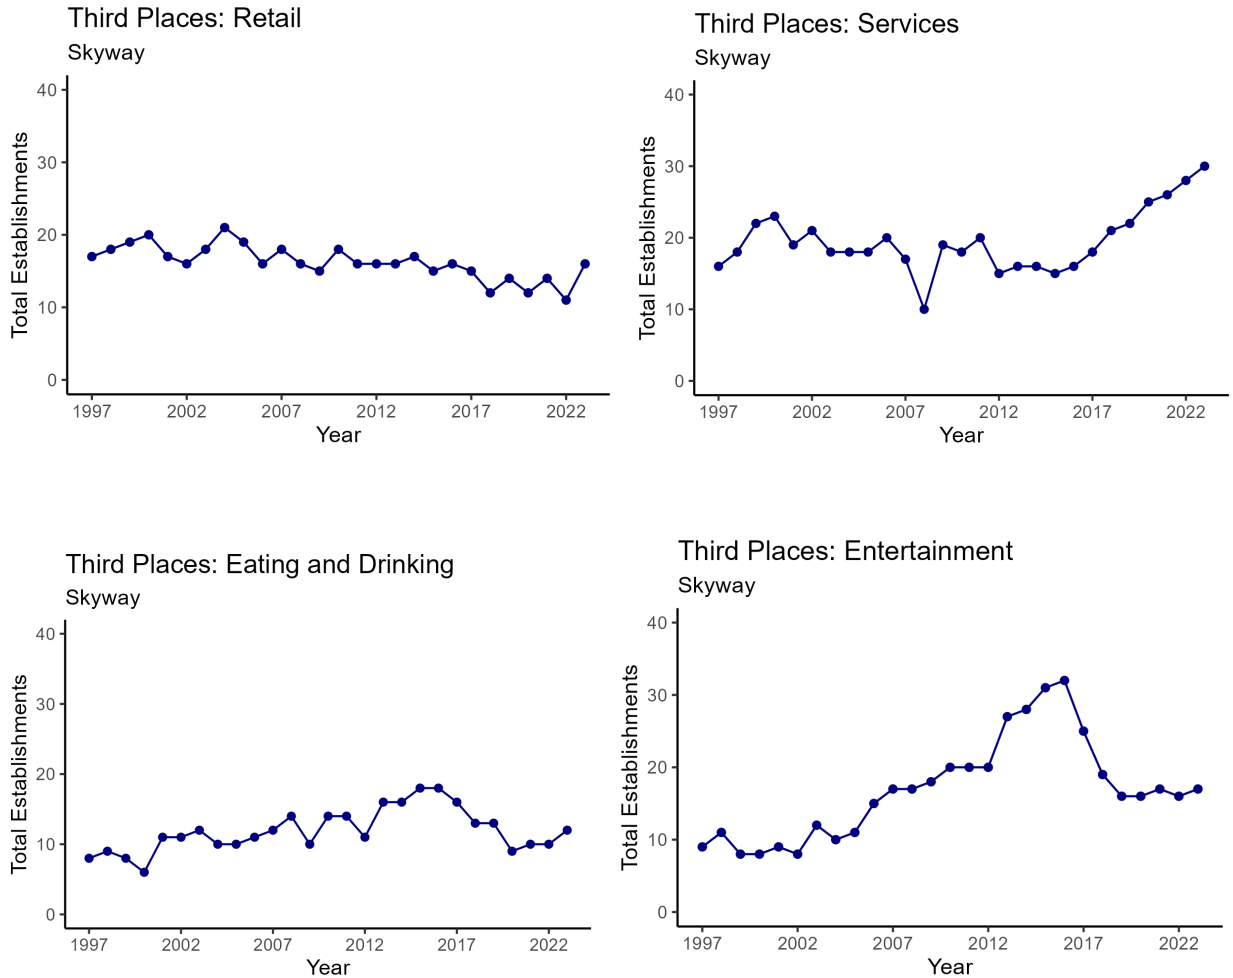 Third Places: Retail
Skyway
40
30
20
10
0
Total Establishments
1997 2002 2007 2012 2017 2022
Year
Third Places: Services
Skyway
40
30
20
10
0
Total Establishments
1997 2002 2007 2012 2017 2022
Year
Third Places: Eating and Drinking
Skyway
40
30
20
10
0
Total Establishments
1997 2002 2007 2012 2017 2022
Year
Third Places: Entertainment
Skyway
40
30
20
10
0
Total Establishments
1997 2002 2007 2012 2017 2022
Year